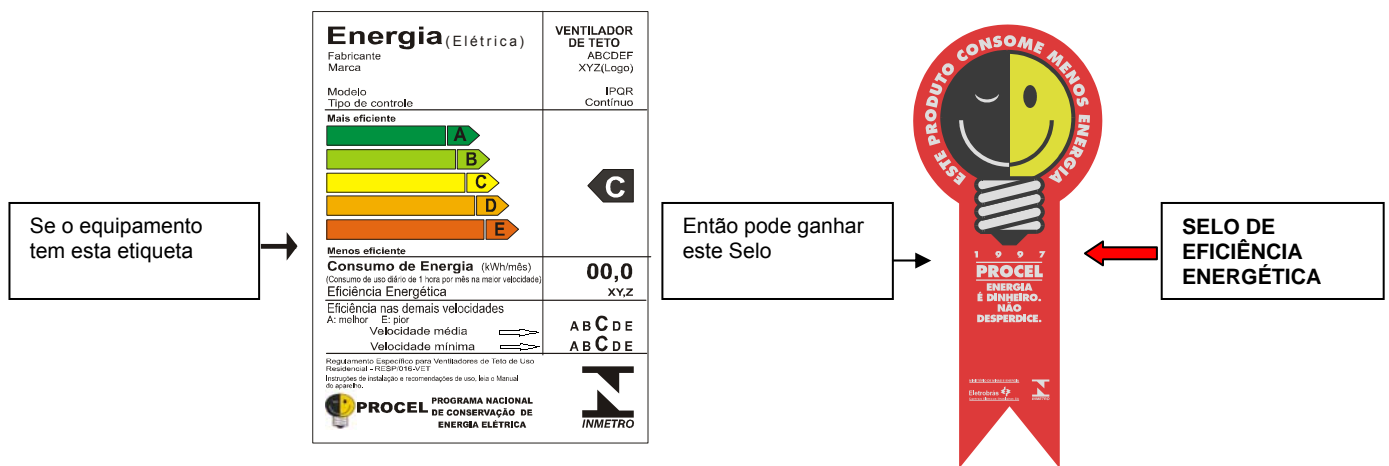 Se o equipamento
tem esta etiqueta
Energia (Elétrica)
Fabricante
Marca
Modelo
Tipo de controle
VENTILADOR
DE TETO
ABCDEF
XYZ(Logo)
IPQR
Contínuo
Mais eficiente
A
B
C
D
E
Menos eficiente
C
Consumo de Energia (kWh/mês)
(Consumo de uso diário de 1 hora por mês na maior velocidade)
00,0
Eficiência Energética
XY,Z
Eficiência nas demais velocidades
A: melhor E: pior
Velocidade média
A B C D E
Velocidade mínima
A B C D E
Regulamento Específico para Ventiladores de Teto de Uso
Residencial - RESP/016-VET
Instruções de instalação e recomendações de uso, leia o Manual
do aparelho.
PROCEL
PROGRAMA NACIONAL
DE CONSERVAÇÃO DE
ENERGIA ELÉTRICA
INMETRO
Então pode ganhar
este Selo
ESTE PRODUTO CONSOME MENOS ENERGIA
1 9 9 7
PROCEL
ENERGIA
É DINHEIRO.
NÃO
DESPERDICE.
Eletrobrás
INMETRO
SELO DE
EFICIÊNCIA
ENERGÉTICA